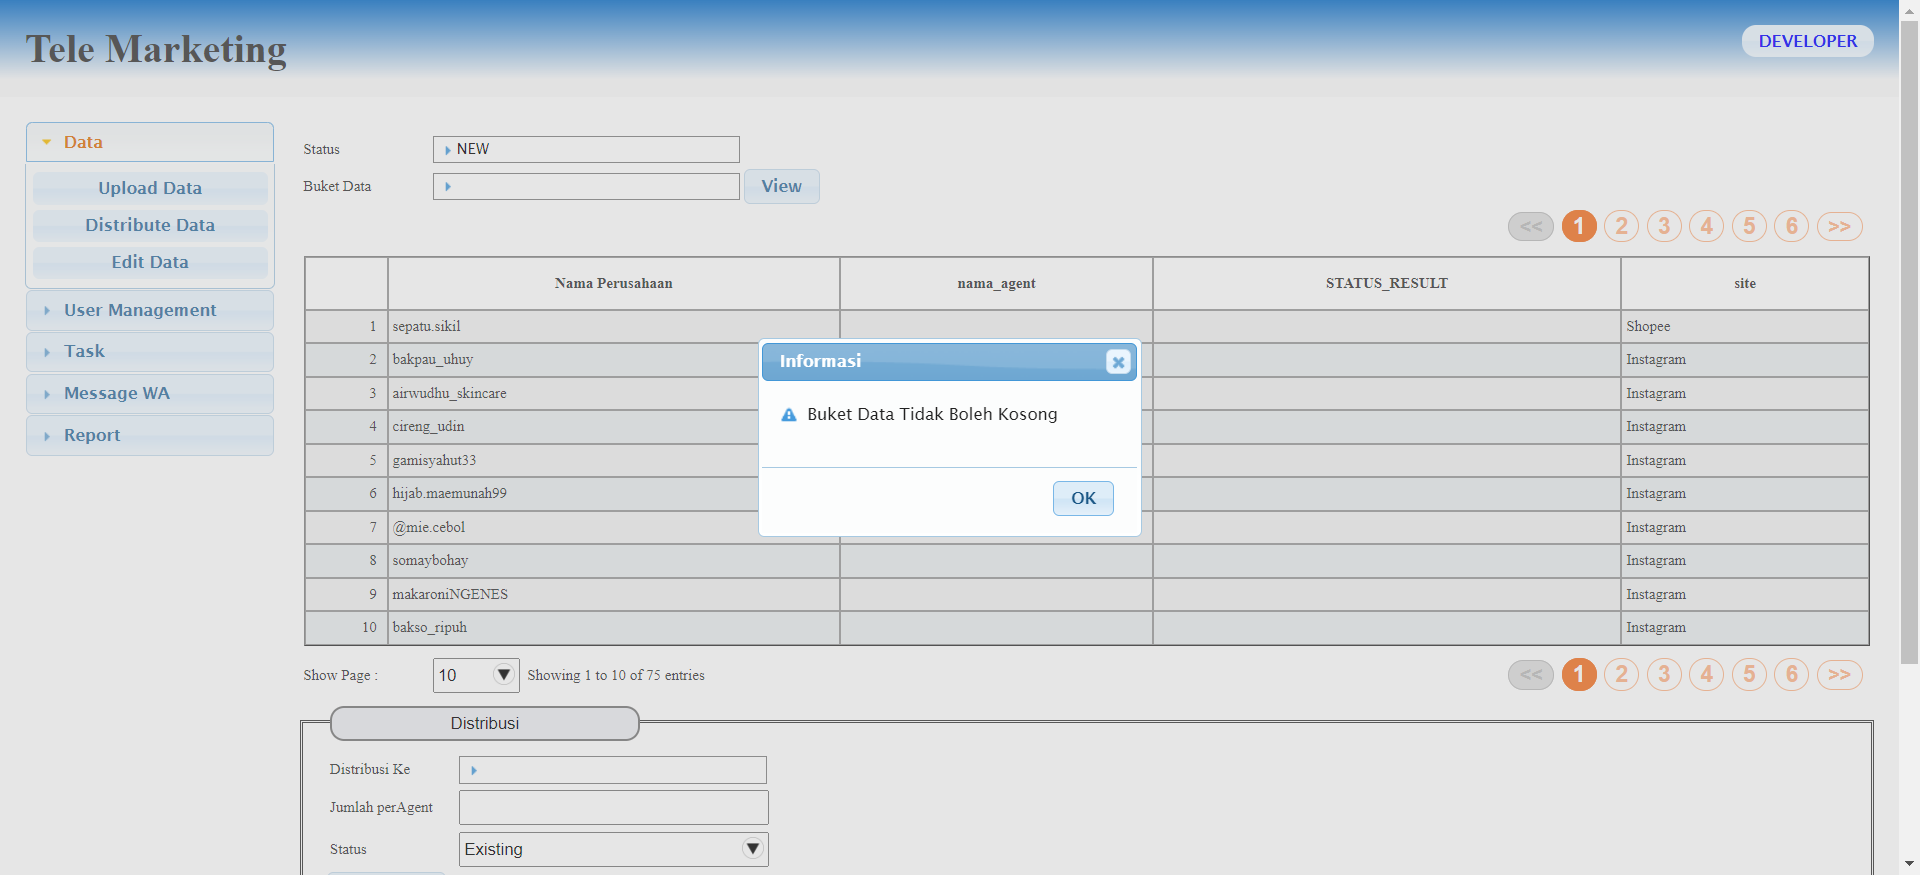 Tele Marketing
DEVELOPER
Data
Upload Data
Distribute Data
Edit Data
User Management
Task
Message WA
Report
Status
NEW
Buket Data
View
<< 1 2 3 4 5 6 >>
Nama Perusahaan nama_agent STATUS_RESULT site
1 sepatu.sikil Shopee
2 bakpau_uhuy Instagram
3 airwudhu_skincare Instagram
4 cireng_udin Instagram
5 gamisyahut33 Instagram
6 hijab.maemunah99 Instagram
7 @mie.cebol Instagram
8 somaybohay Instagram
9 makaroniNGENES Instagram
10 bakso_ripuh Instagram
Informasi
Buket Data Tidak Boleh Kosong
OK
Show Page : 10 Showing 1 to 10 of 75 entries
<< 1 2 3 4 5 6 >>
Distribusi
Distribusi Ke
Jumlah perAgent
Status Existing